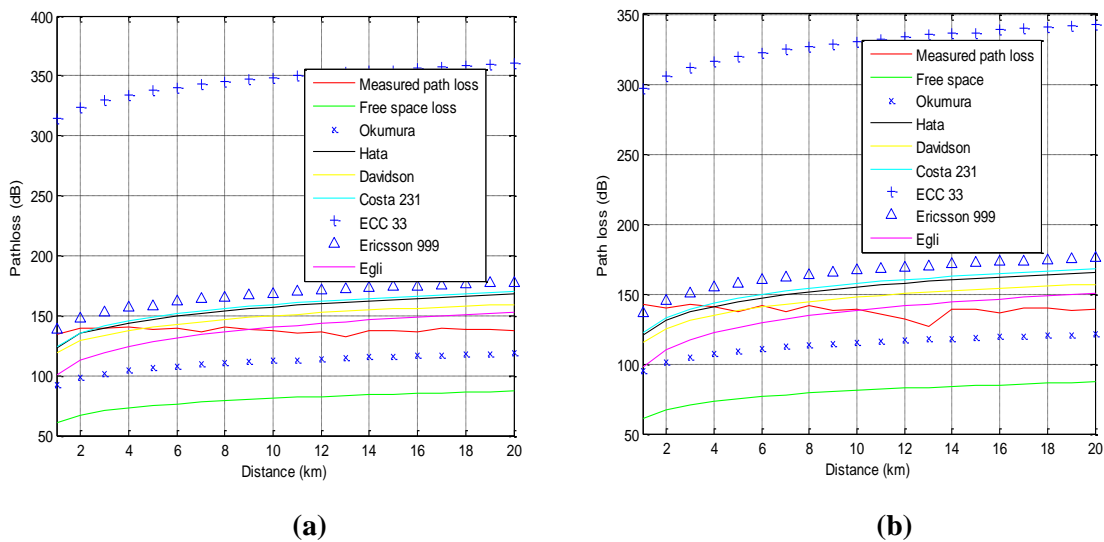 400
350
300
250
200
150
100
50
2 4 6 8 10 12 14 16 18 20
Distance (km)
Pathloss (dB)
Measured path loss
Free space loss
Okumura
Hata
Davidson
Costa 231
ECC 33
Ericsson 999
Egli
(a)
350
300
250
200
150
100
50
2 4 6 8 10 12 14 16 18 20
Distance (km)
Path loss (dB)
Measured path loss
Free space
Okumura
Hata
Davidson
Costa 231
ECC 33
Ericsson 999
Egli
(b)